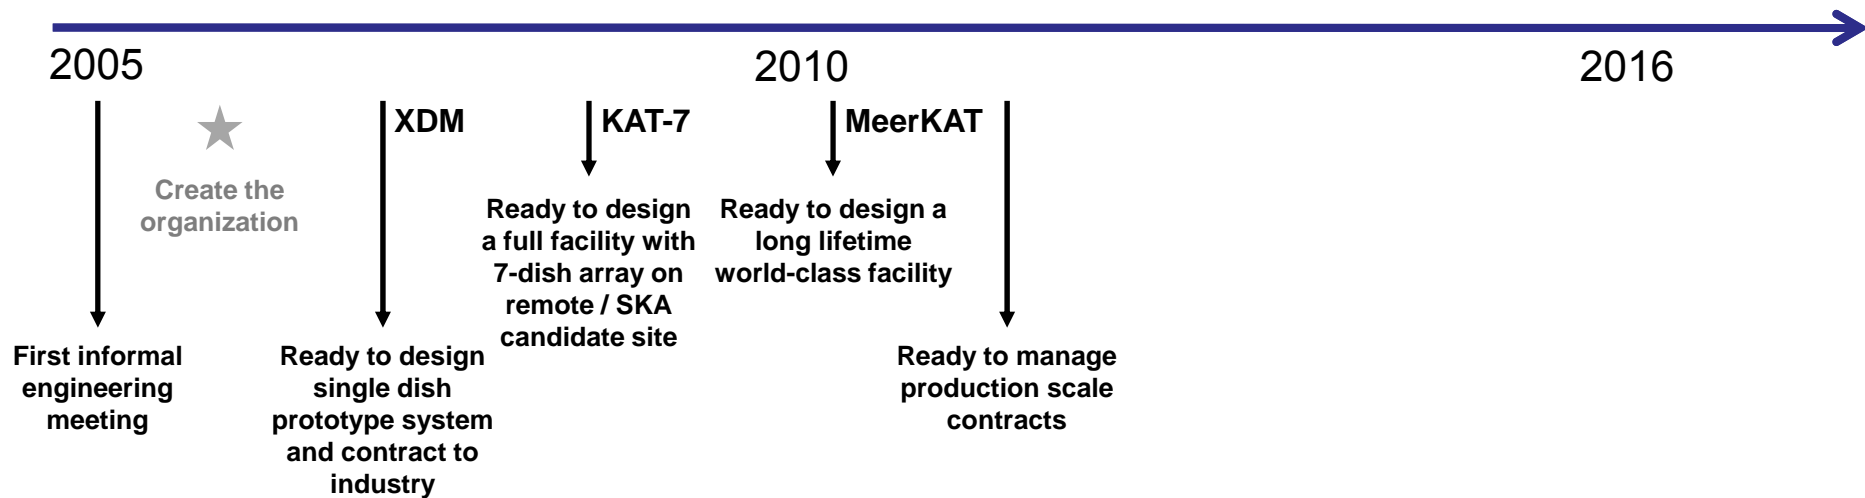 2005
2010
2016
XDM
KAT-7
MeerKAT
Create the
organization
Ready to design
a full facility with
7-dish array on
remote / SKA
candidate site
Ready to design a
long lifetime
world-class facility
First informal
engineering
meeting
Ready to design
single dish
prototype system
and contract to
industry
Ready to manage
production scale
contracts